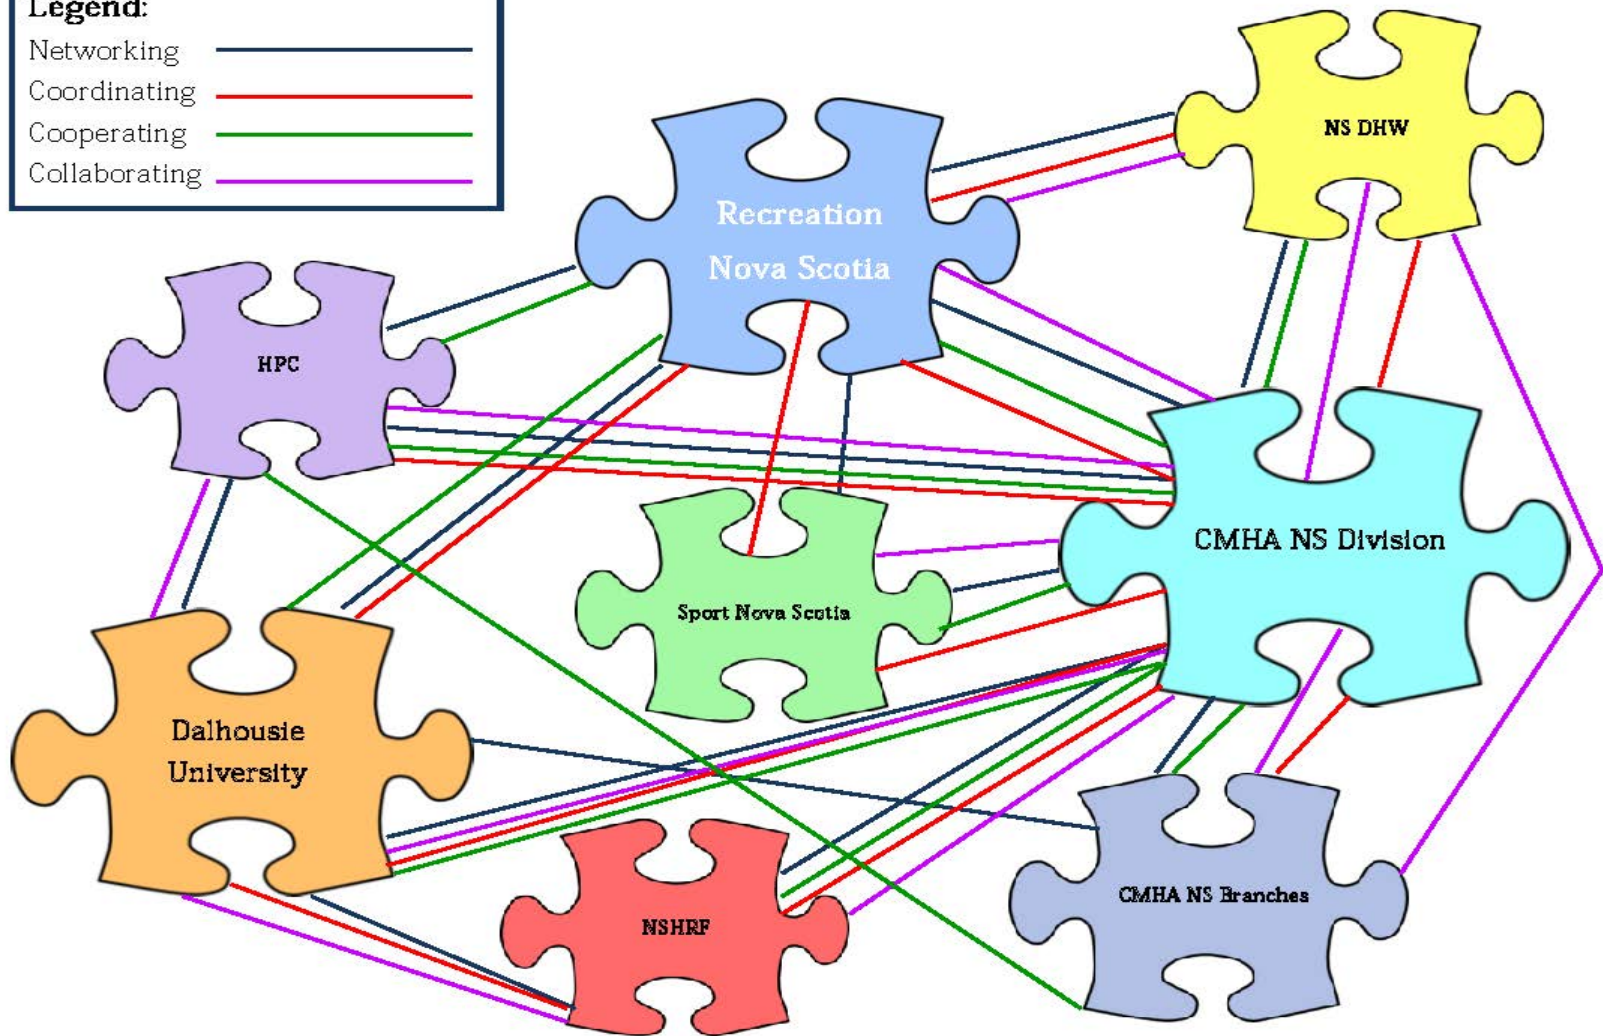 Legend:
Networking
Coordinating
Cooperating
Collaborating
NS DHW
Recreation
Nova Scotia
HPC
CMHA NS Division
Sport Nova Scotia
Dalhousie
University
CMHA NS Branches
NSHRF